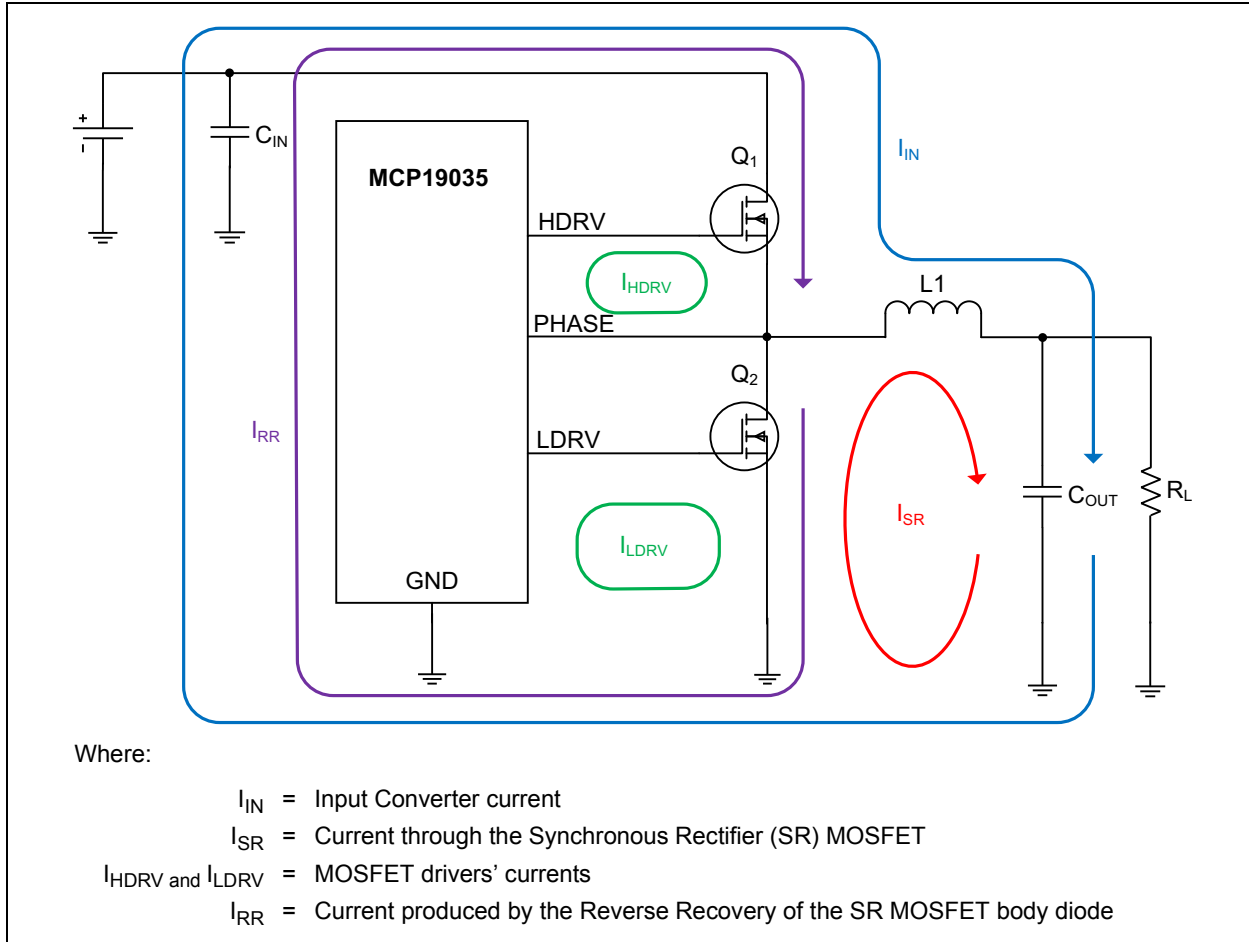 +
-
C_IN
MCP19035
HDRV
PHASE
LDRV
GND
Q_1
Q_2
I_HDRV
I_LDRV
I_RR
I_IN
L1
I_SR
C_OUT
R_L
Where:
I_IN = Input Converter current
I_SR = Current through the Synchronous Rectifier (SR) MOSFET
I_HDRV and I_LDRV = MOSFET drivers’ currents
I_RR = Current produced by the Reverse Recovery of the SR MOSFET body diode